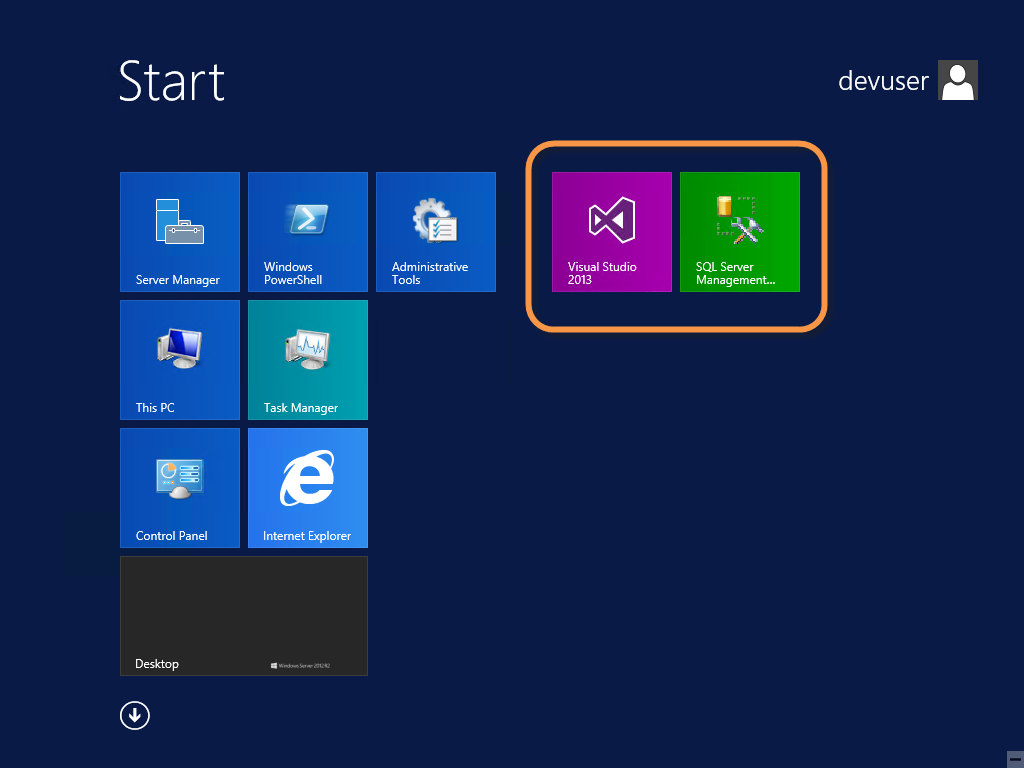 Start
devuser
Server Manager
Windows
PowerShell
Administrative
Tools
Visual Studio
2013
SQL Server
Management...
This PC
Task Manager
Control Panel
Internet Explorer
Desktop
Windows Server 2012 R2